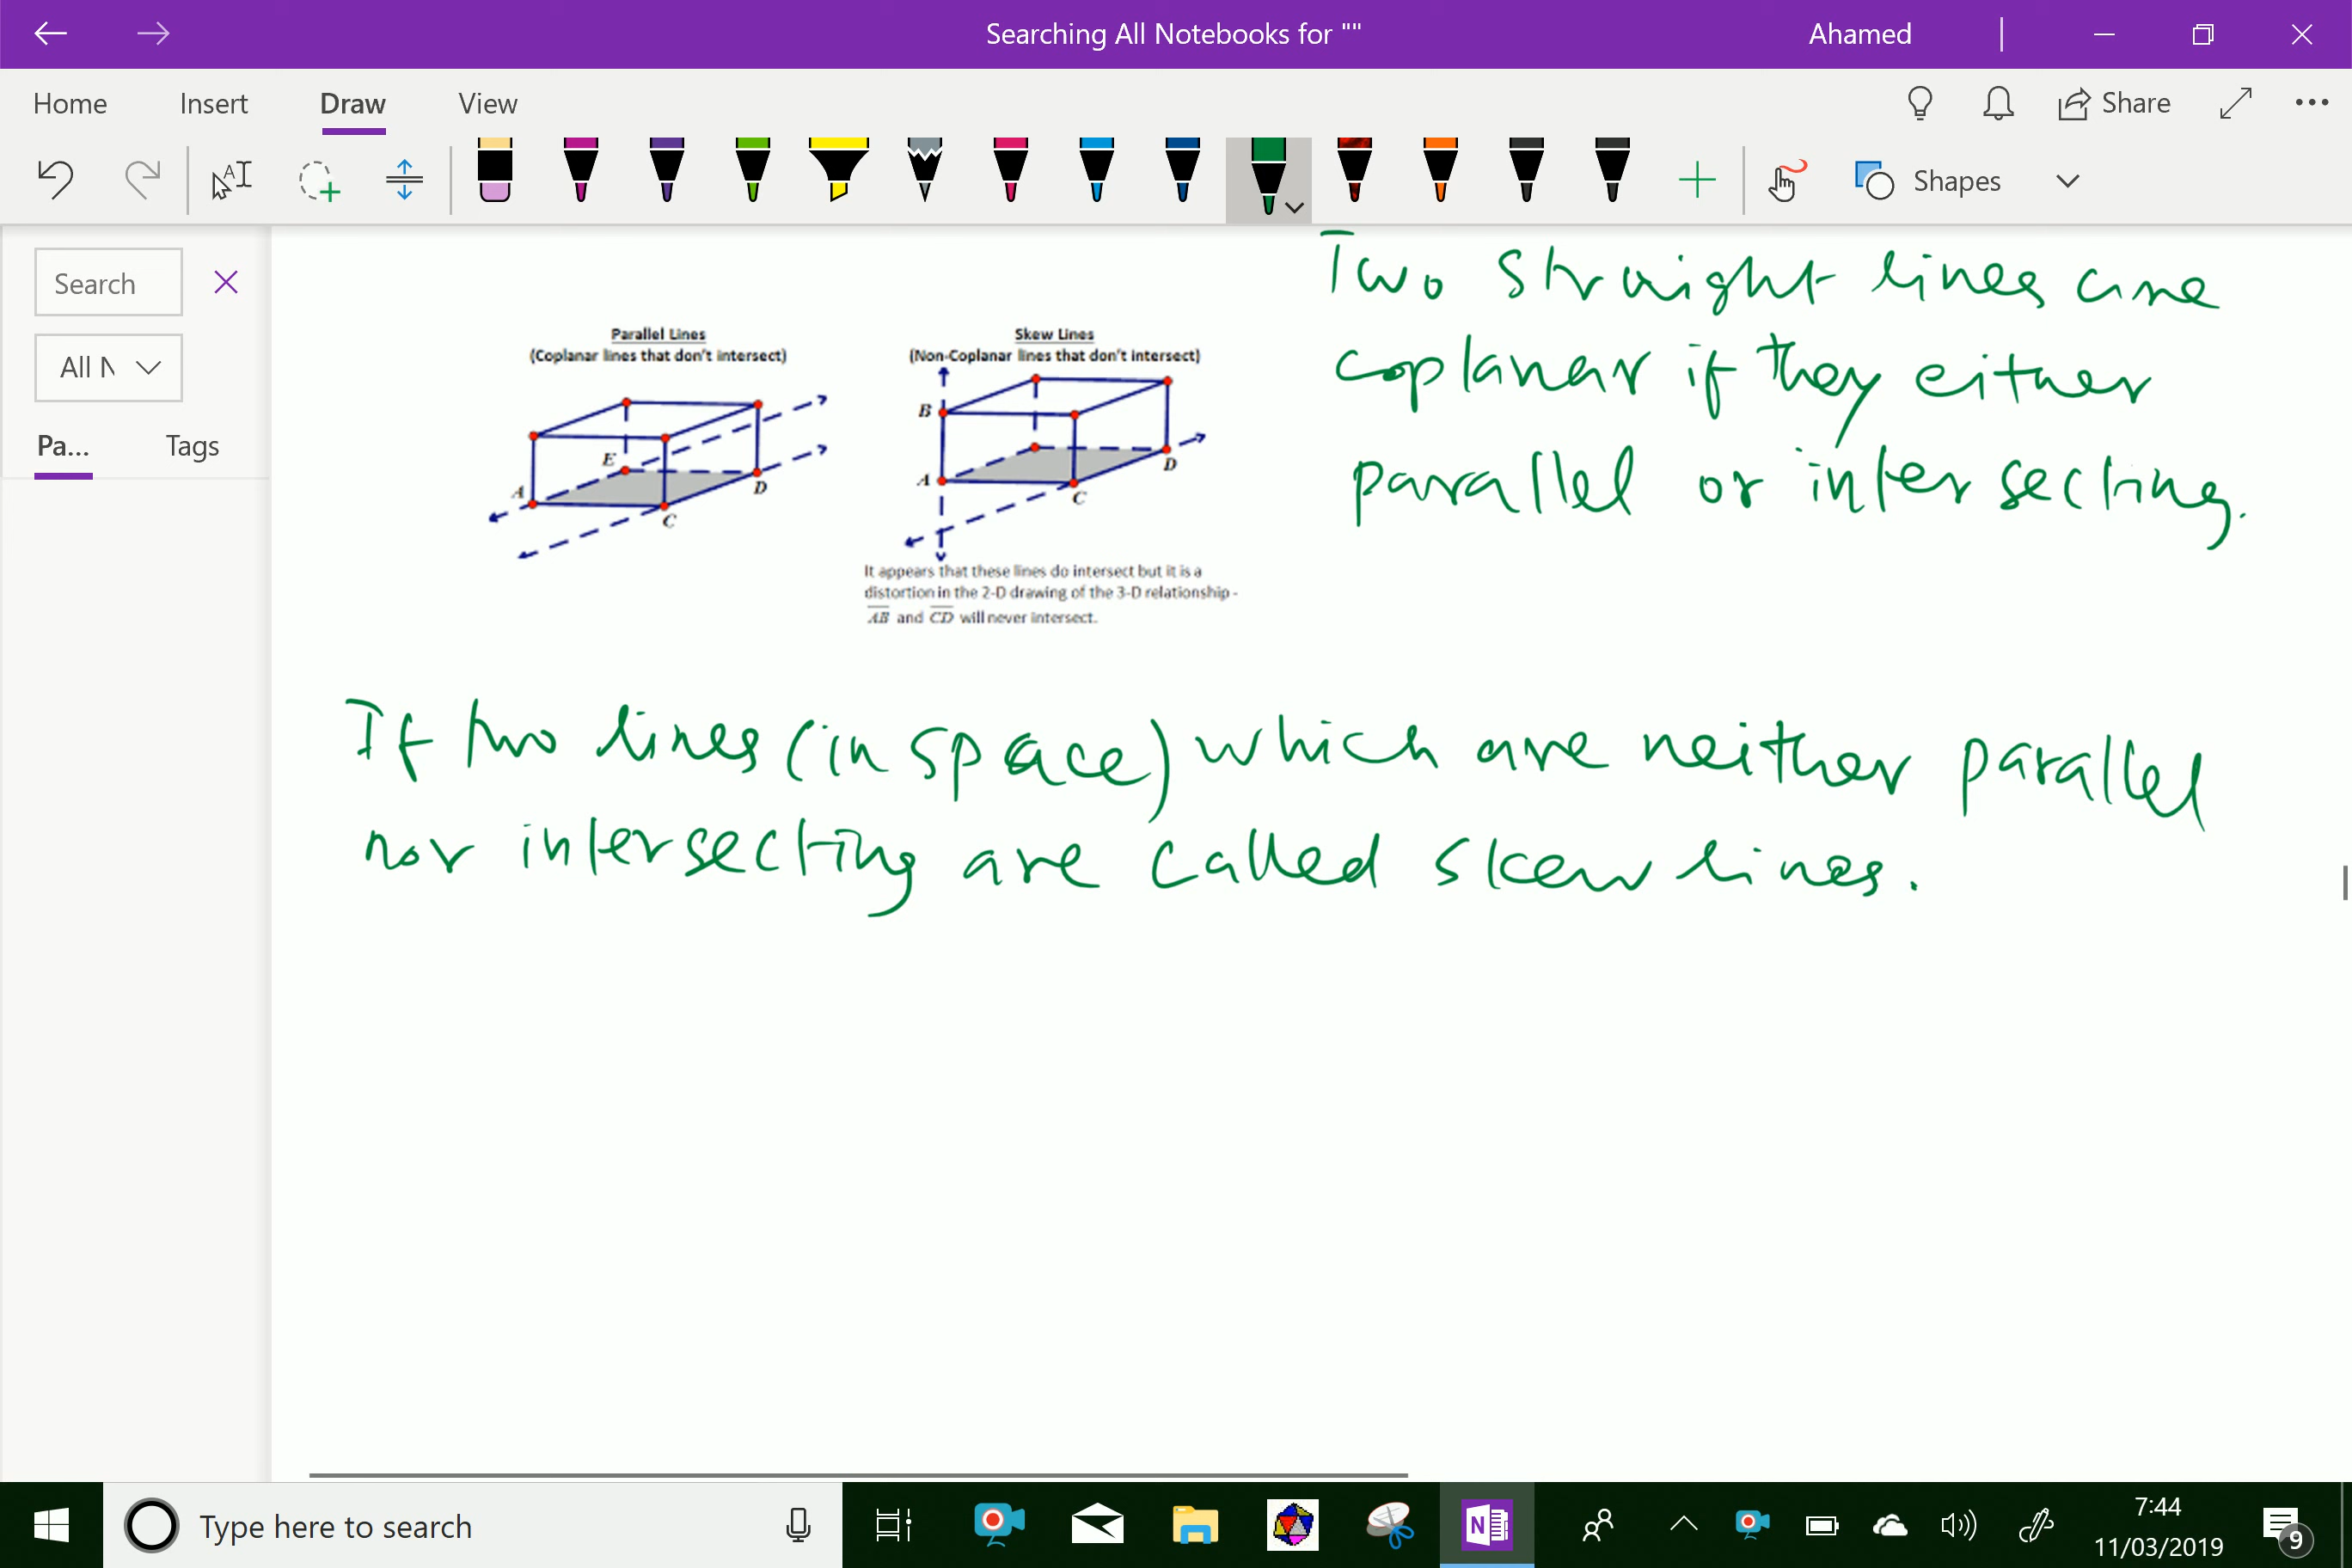 Searching All Notebooks for ""
Ahamed
Home Insert Draw View
Share
Shapes
Search
All N
Pa... Tags
Parallel Lines
(Coplanar lines that don't intersect)
E
A
D
C
Skew Lines
(Non-Coplanar lines that don't intersect)
B
A
D
C
It appears that these lines do intersect but it is a
distortion in the 2-D drawing of the 3-D relationship -
AB and CD will never intersect.
Two straight lines are
coplanar if they either
parallel or intersecting.
If two lines (in space) which are neither parallel
nor intersecting are called skew lines.
Type here to search
N
7:44
11/03/2019
9